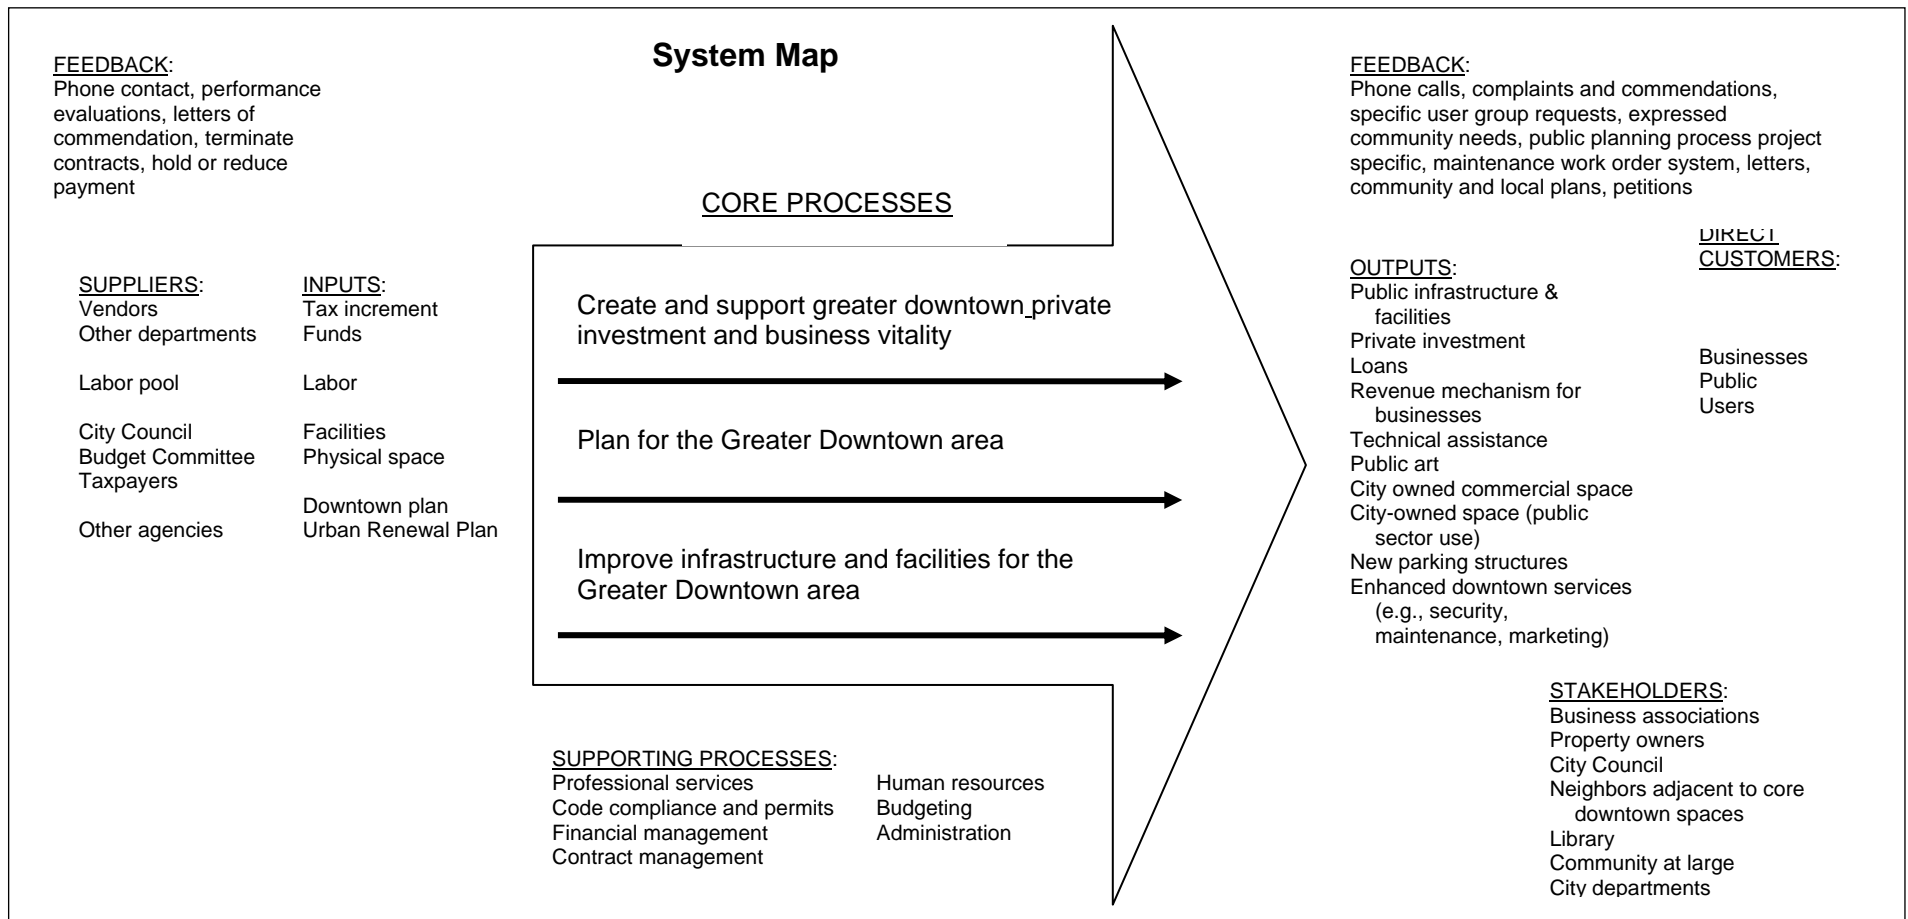 System Map
FEEDBACK:
Phone contact, performance
evaluations, letters of
commendation, terminate
contracts, hold or reduce
payment
SUPPLIERS:
Vendors
Other departments
Labor pool
City Council
Budget Committee
Taxpayers
Other agencies
INPUTS:
Tax increment
Funds
Labor
Facilities
Physical space
Downtown plan
Urban Renewal Plan
CORE PROCESSES
Create and support greater downtown private
investment and business vitality
Plan for the Greater Downtown area
Improve infrastructure and facilities for the
Greater Downtown area
SUPPORTING PROCESSES:
Professional services
Code compliance and permits
Financial management
Contract management
Human resources
Budgeting
Administration
FEEDBACK:
Phone calls, complaints and commendations,
specific user group requests, expressed
community needs, public planning process project
specific, maintenance work order system, letters,
community and local plans, petitions
OUTPUTS:
Public infrastructure &
facilities
Private investment
Loans
Revenue mechanism for
businesses
Technical assistance
Public art
City owned commercial space
City-owned space (public
sector use)
New parking structures
Enhanced downtown services
(e.g., security,
maintenance, marketing)
DIRECT
CUSTOMERS:
Businesses
Public
Users
STAKEHOLDERS:
Business associations
Property owners
City Council
Neighbors adjacent to core
downtown spaces
Library
Community at large
City departments